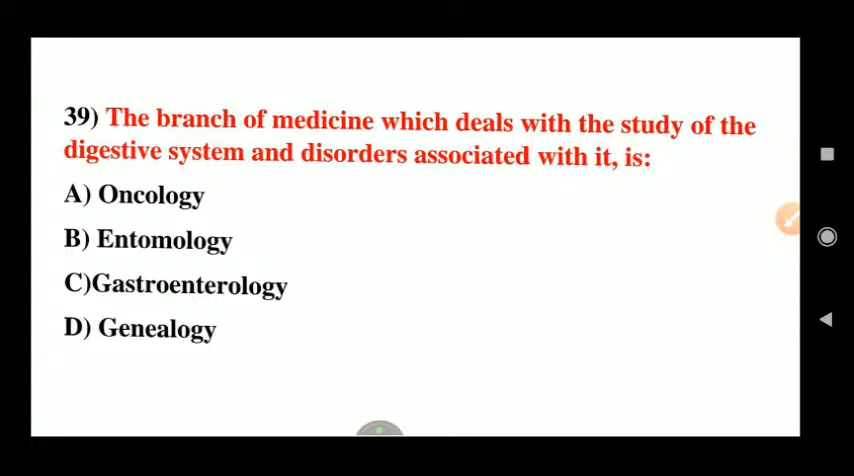 39) The branch of medicine which deals with the study of the
digestive system and disorders associated with it, is:
A) Oncology
B) Entomology
C)Gastroenterology
D) Genealogy